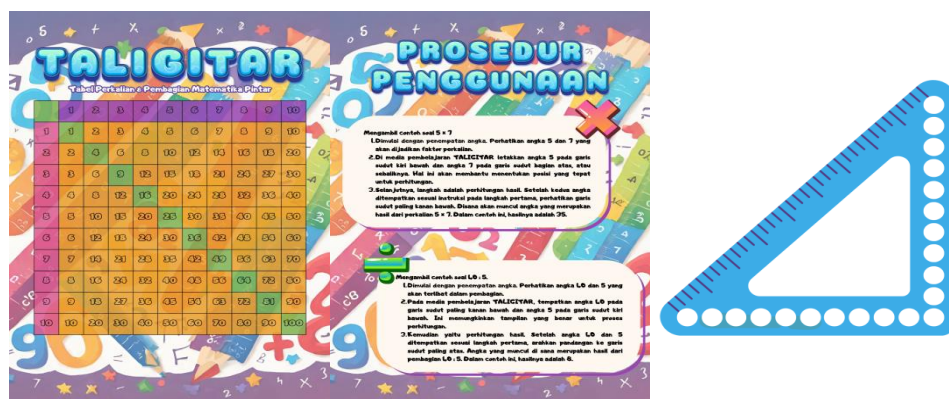 TALIGITAR
Tabel Perkalian & Pembagian Matematika Pintar
1 2 3 4 5 6 7 8 9 10
1 1 2 3 4 5 6 7 8 9 10
2 2 4 6 8 10 12 14 16 18 20
3 3 6 9 12 15 18 21 24 27 30
4 4 8 12 16 20 24 28 32 36 40
5 5 10 15 20 25 30 35 40 45 50
6 6 12 18 24 30 36 42 48 54 60
7 7 14 21 28 35 42 49 56 63 70
8 8 16 24 32 40 48 56 64 72 80
9 9 18 27 36 45 54 63 72 81 90
10 10 20 30 40 50 60 70 80 90 100
PROSEDUR
PENGGUNAAN
Mengambil contoh soal 5 × 7
1. Dimulai dengan penempatan angka. Perhatikan angka 5 dan 7 yang
akan dijadikan faktor perkalian.
2. Di media pembelajaran TALIGITAR letakkan angka 5 pada garis
sudut kiri bawah dan angka 7 pada garis sudut bagian atas, atau
sebaliknya. Hal ini akan membantu menentukan posisi yang tepat
untuk perhitungan.
3. Selanjutnya, langkah adalah perhitungan hasil. Setelah kedua angka
ditempatkan sesuai instruksi pada langkah pertama, perhatikan garis
sudut paling kanan bawah. Disana akan muncul angka yang merupakan
hasil dari perkalian 5 × 7. Dalam contoh ini, hasilnya adalah 35.
Mengambil contoh soal 40 : 5.
1. Dimulai dengan penempatan angka. Perhatikan angka 40 dan 5 yang
akan terlibat dalam pembagian.
2. Pada media pembelajaran TALIGITAR, tempatkan angka 40 pada
garis sudut paling kanan bawah dan angka 5 pada garis sudut kiri
bawah. Ini memungkinkan tampilan yang benar untuk proses
perhitungan.
3. Kemudian yaitu perhitungan hasil. Setelah angka 40 dan 5
ditempatkan sesuai langkah pertama, arahkan pandangan ke garis
sudut paling atas. Angka yang muncul di sana merupakan hasil dari
pembagian 40 : 5. Dalam contoh ini, hasilnya adalah 8.